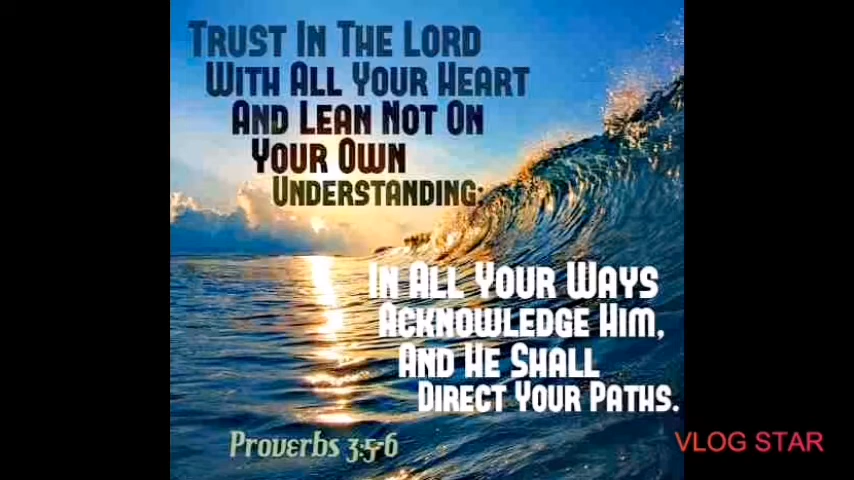 Trust In The Lord
With All Your Heart
And Lean Not On
Your Own
Understanding;
In All Your Ways
Acknowledge Him,
And He Shall
Direct Your Paths.
Proverbs 3:5-6
VLOG STAR